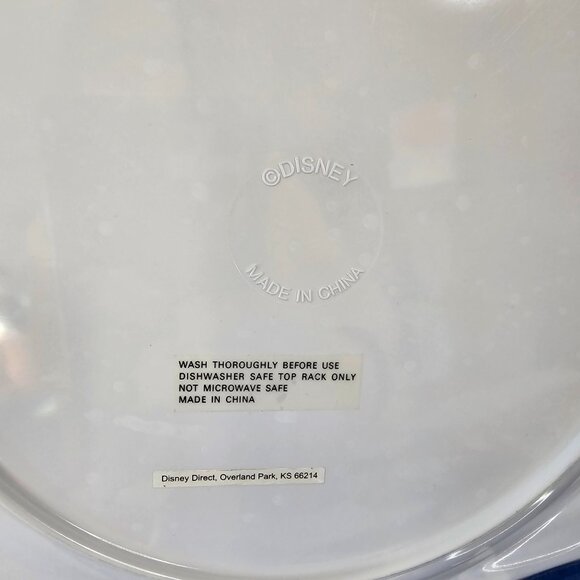 ©DISNEY
MADE IN CHINA
WASH THOROUGHLY BEFORE USE
DISHWASHER SAFE TOP RACK ONLY
NOT MICROWAVE SAFE
MADE IN CHINA
Disney Direct, Overland Park, KS 66214